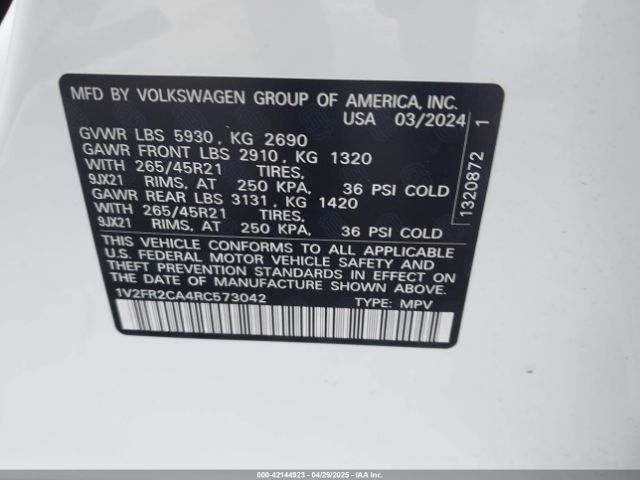 MFD BY VOLKSWAGEN GROUP OF AMERICA, INC.
USA 03/2024
GVWR LBS 5930, KG 2690
GAWR FRONT LBS 2910, KG 1320
WITH 265/45R21 TIRES,
9JX21 RIMS, AT 250 KPA, 36 PSI COLD
GAWR REAR LBS 3131, KG 1420
WITH 265/45R21 TIRES,
9JX21 RIMS, AT 250 KPA, 36 PSI COLD
THIS VEHICLE CONFORMS TO ALL APPLICABLE
U.S. FEDERAL MOTOR VEHICLE SAFETY AND
THEFT PREVENTION STANDARDS IN EFFECT ON
THE DATE OF MANUFACTURE SHOWN ABOVE.
1V2FR2CA4RC573042 TYPE: MPV
1320872 1
000-42144923 - 04/29/2025 - IAA Inc.